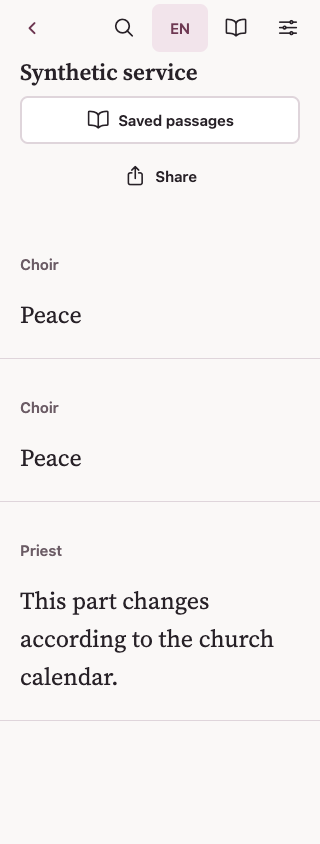 EN
Synthetic service
Saved passages
Share
Choir
Peace
Choir
Peace
Priest
This part changes
according to the church
calendar.